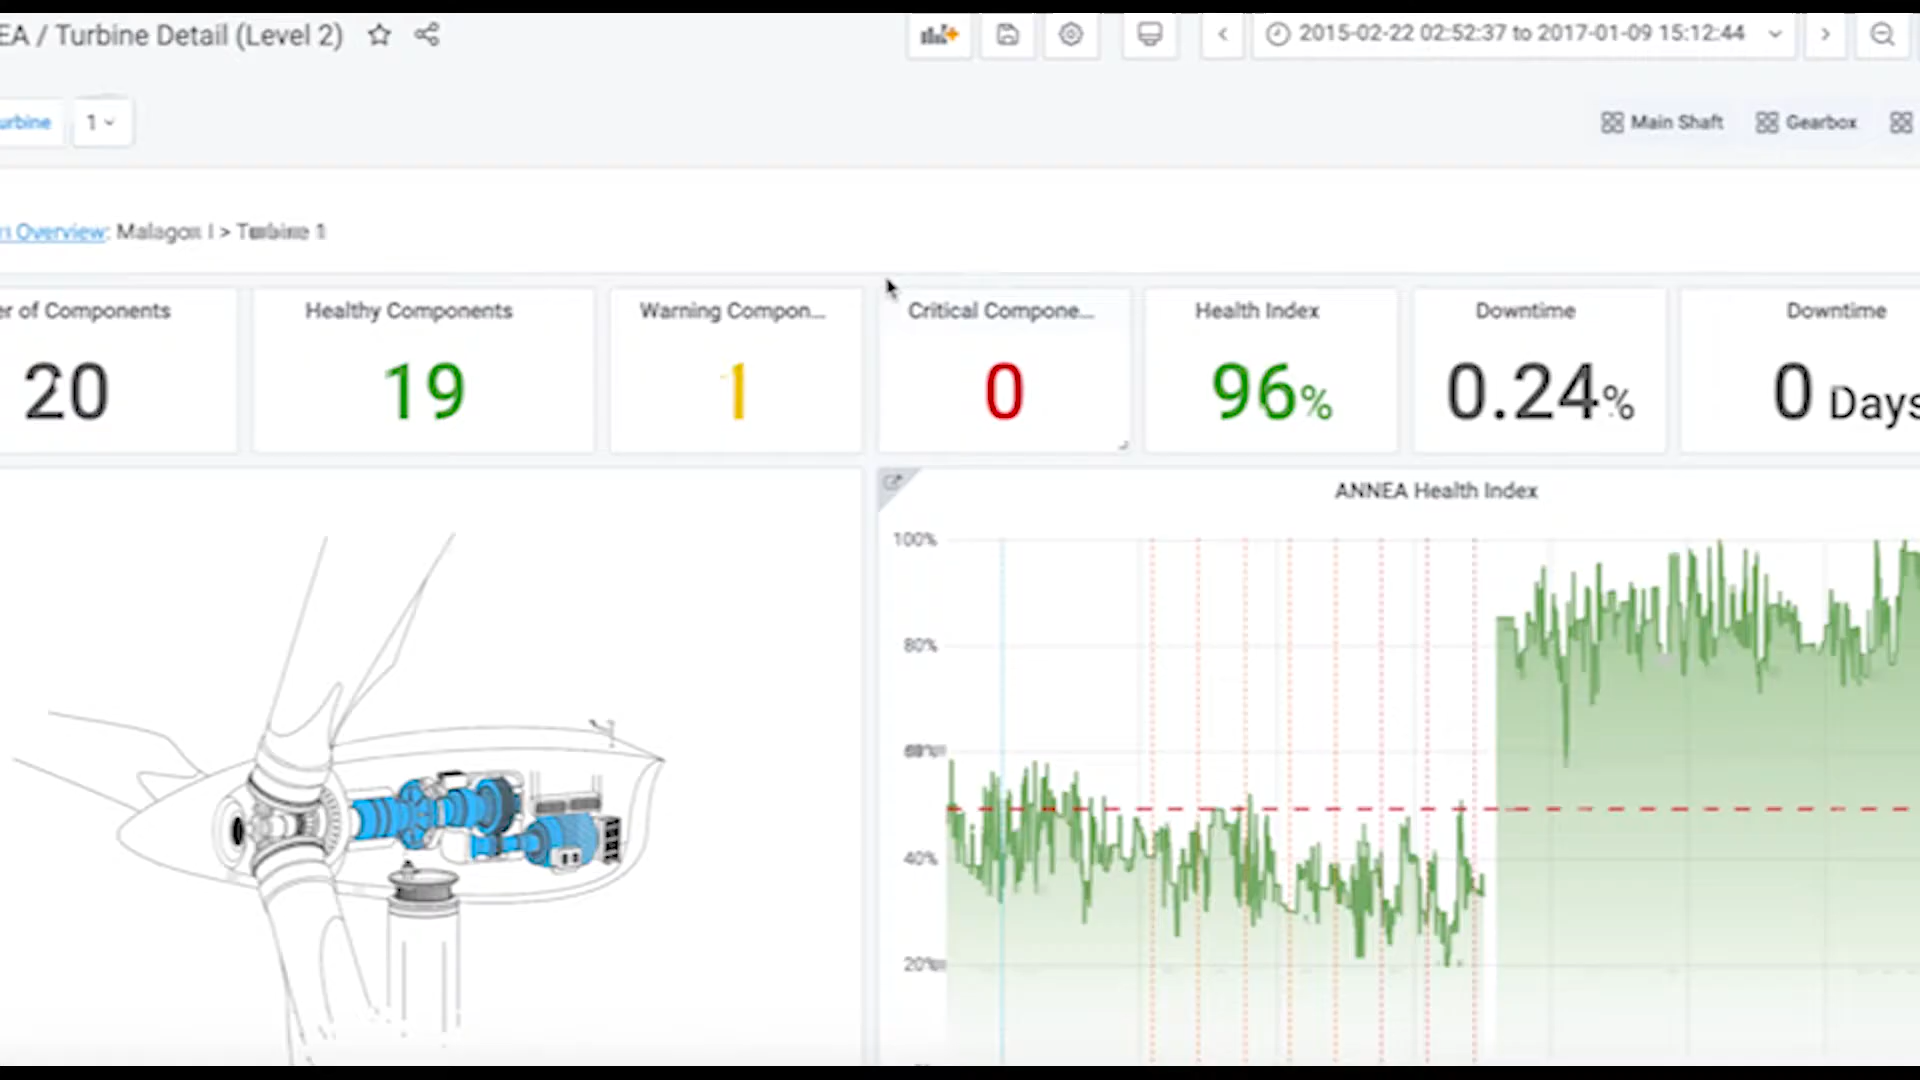 EA / Turbine Detail (Level 2)
2015-02-22 02:52:37 to 2017-01-09 15:12:44
urbine
1
Main Shaft
Gearbox
n Overview: Malagon I > Turbine 1
er of Components
20
Healthy Components
19
Warning Compon...
1
Critical Compone...
0
Health Index
96%
Downtime
0.24%
Downtime
0 Days
ANNEA Health Index
100%
80%
60%
40%
20%